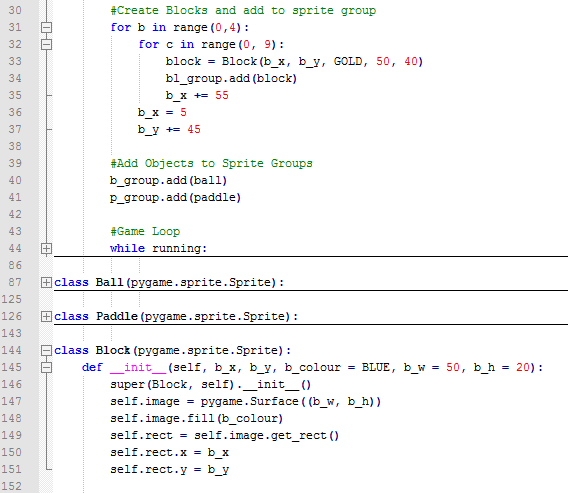 30 #Create Blocks and add to sprite group
31 for b in range(0,4):
32 for c in range(0, 9):
33 block = Block(b_x, b_y, GOLD, 50, 40)
34 bl_group.add(block)
35 b_x += 55
36 b_x = 5
37 b_y += 45
38
39 #Add Objects to Sprite Groups
40 b_group.add(ball)
41 p_group.add(paddle)
42
43 #Game Loop
44 while running:
86
87 class Ball(pygame.sprite.Sprite):
125
126 class Paddle(pygame.sprite.Sprite):
143
144 class Block(pygame.sprite.Sprite):
145 def __init__(self, b_x, b_y, b_colour = BLUE, b_w = 50, b_h = 20):
146 super(Block, self).__init__()
147 self.image = pygame.Surface((b_w, b_h))
148 self.image.fill(b_colour)
149 self.rect = self.image.get_rect()
150 self.rect.x = b_x
151 self.rect.y = b_y
152